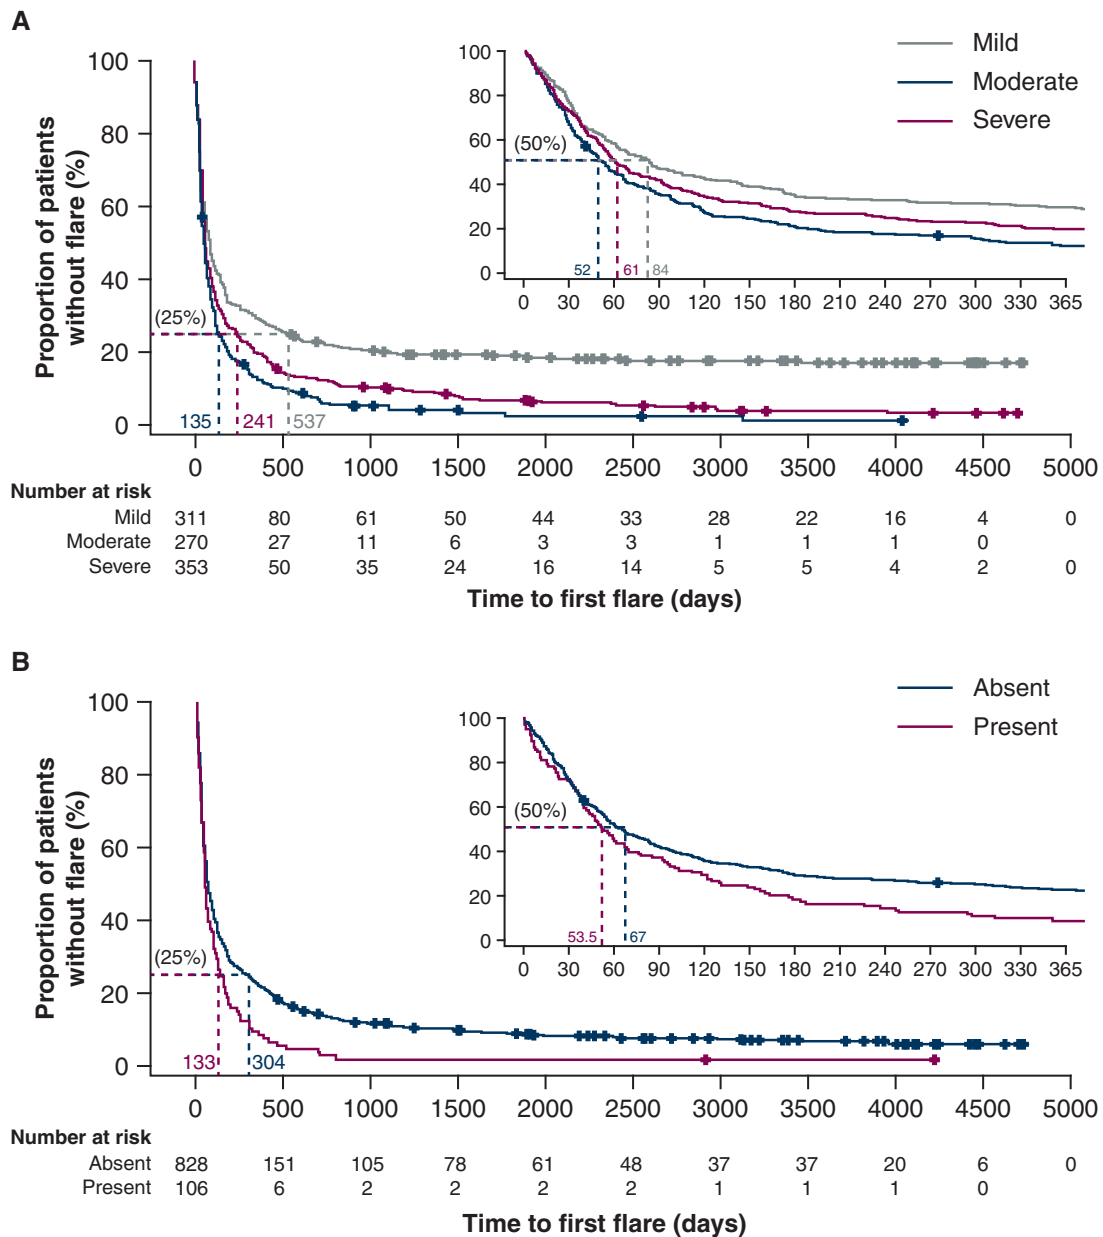 A
Mild
Moderate
Severe
Proportion of patients
without flare (%)
100
80
60
40
20
0
(25%)
135
241
537
0 500 1000 1500 2000 2500 3000 3500 4000 4500 5000
100
80
60
40
20
0
(50%)
52
61
84
0 30 60 90 120 150 180 210 240 270 300 330 365
Number at risk
Mild 311 80 61 50 44 33 28 22 16 4 0
Moderate 270 27 11 6 3 3 1 1 1 0
Severe 353 50 35 24 16 14 5 5 4 2 0
Time to first flare (days)
B
Absent
Present
Proportion of patients
without flare (%)
100
80
60
40
20
0
(25%)
133
304
0 500 1000 1500 2000 2500 3000 3500 4000 4500 5000
100
80
60
40
20
0
(50%)
53.5
67
0 30 60 90 120 150 180 210 240 270 300 330 365
Number at risk
Absent 828 151 105 78 61 48 37 37 20 6 0
Present 106 6 2 2 2 2 1 1 1 0
Time to first flare (days)